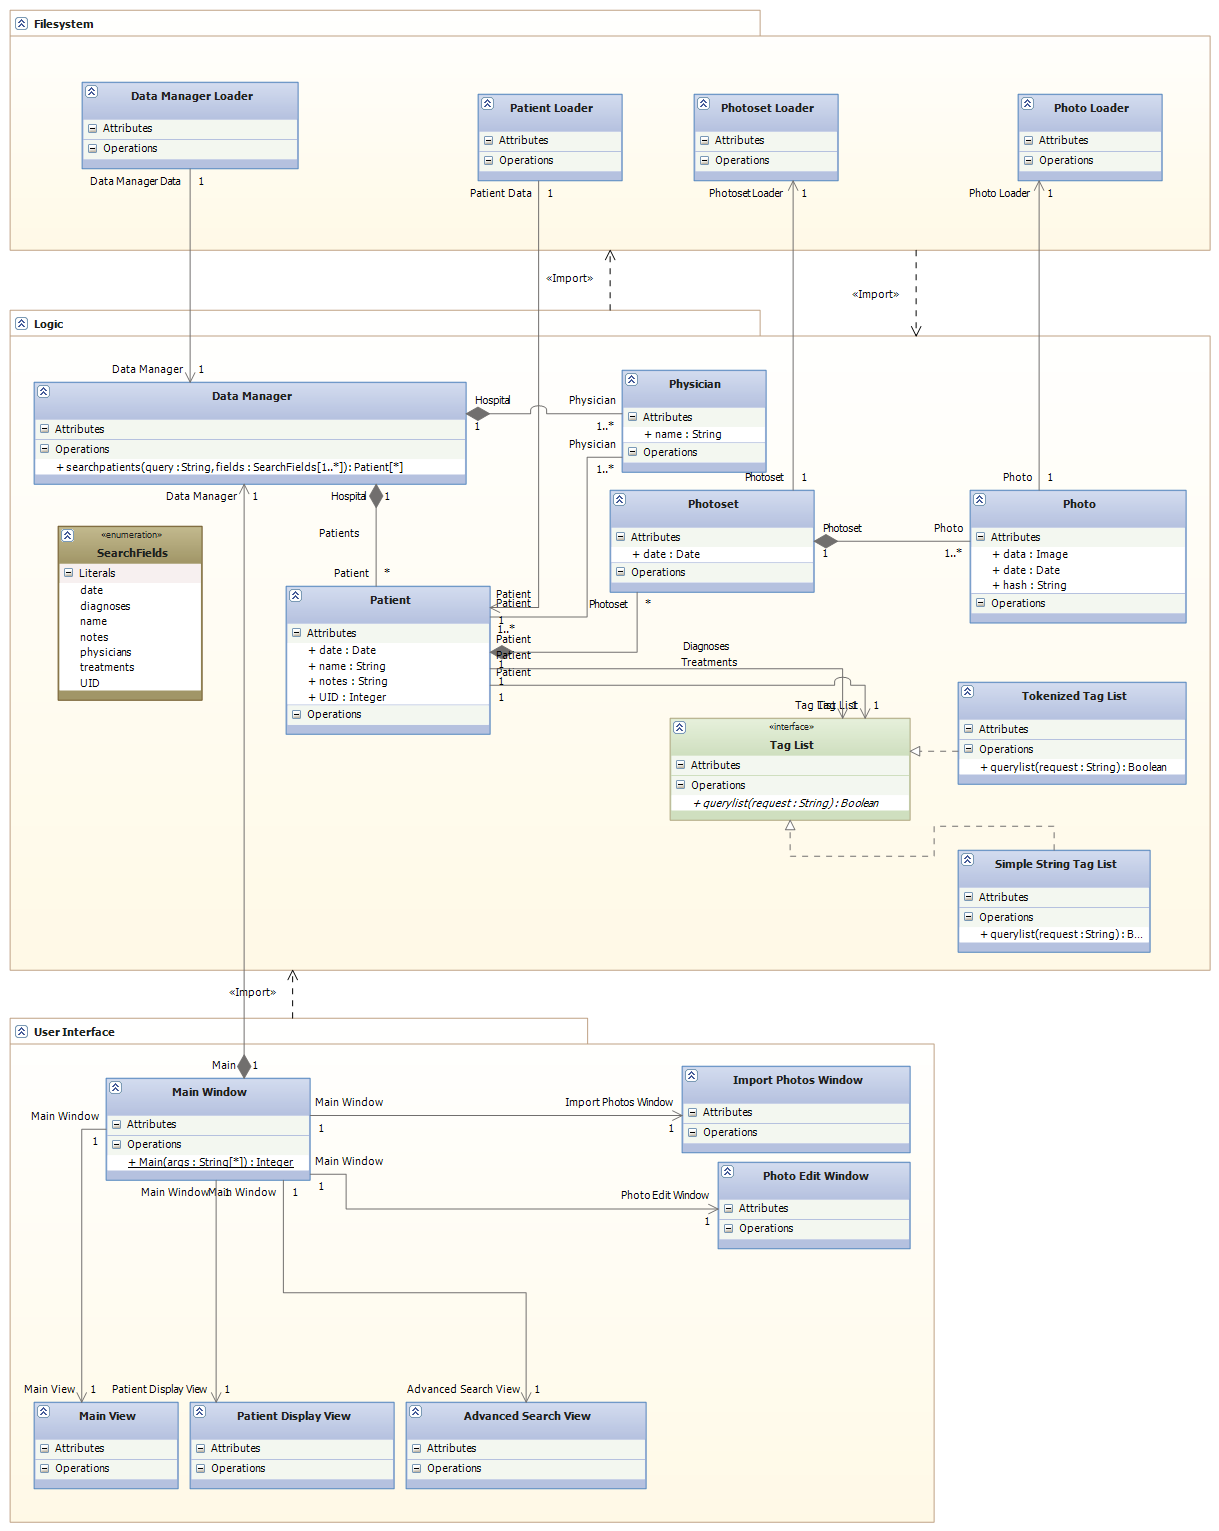 Filesystem
Data Manager Loader
Attributes
Operations
Patient Loader
Attributes
Operations
Photoset Loader
Attributes
Operations
Photo Loader
Attributes
Operations
Data Manager Data 1
Patient Data 1
Photoset Loader 1
Photo Loader 1
«Import»
«Import»
Logic
Data Manager 1
Data Manager
Attributes
Operations
+ searchpatients(query : String, fields : SearchFields[1..*]) : Patient[*]
Hospital
1
Physician
1..*
Physician
Attributes
+ name : String
Operations
Physician
1..*
Data Manager 1
Hospital 1
Patients
Patient *
Photoset 1
Photoset
Attributes
+ date : Date
Operations
Photoset
1
Photo
1..*
Photo 1
Photo
Attributes
+ data : Image
+ date : Date
+ hash : String
Operations
«enumeration»
SearchFields
Literals
date
diagnoses
name
notes
physicians
treatments
UID
Patient
Attributes
+ date : Date
+ name : String
+ notes : String
+ UID : Integer
Operations
Patient
Patient
1
1..*
Photoset *
Patient
1
Patient
Patient
1
1
Diagnoses
Treatments
Tag List 1
Tag List 1
«interface»
Tag List
Attributes
Operations
+ querylist(request : String) : Boolean
Tokenized Tag List
Attributes
Operations
+ querylist(request : String) : Boolean
Simple String Tag List
Attributes
Operations
+ querylist(request : String) : B...
«Import»
User Interface
Main 1
Main Window
Attributes
Operations
+ Main(args : String[*]) : Integer
Main Window
1
Main Window
1
Import Photos Window
1
Import Photos Window
Attributes
Operations
Main Window
1
Photo Edit Window
1
Photo Edit Window
Attributes
Operations
Main Window 1
Main Window 1
Main View 1
Patient Display View 1
Advanced Search View 1
Main View
Attributes
Operations
Patient Display View
Attributes
Operations
Advanced Search View
Attributes
Operations